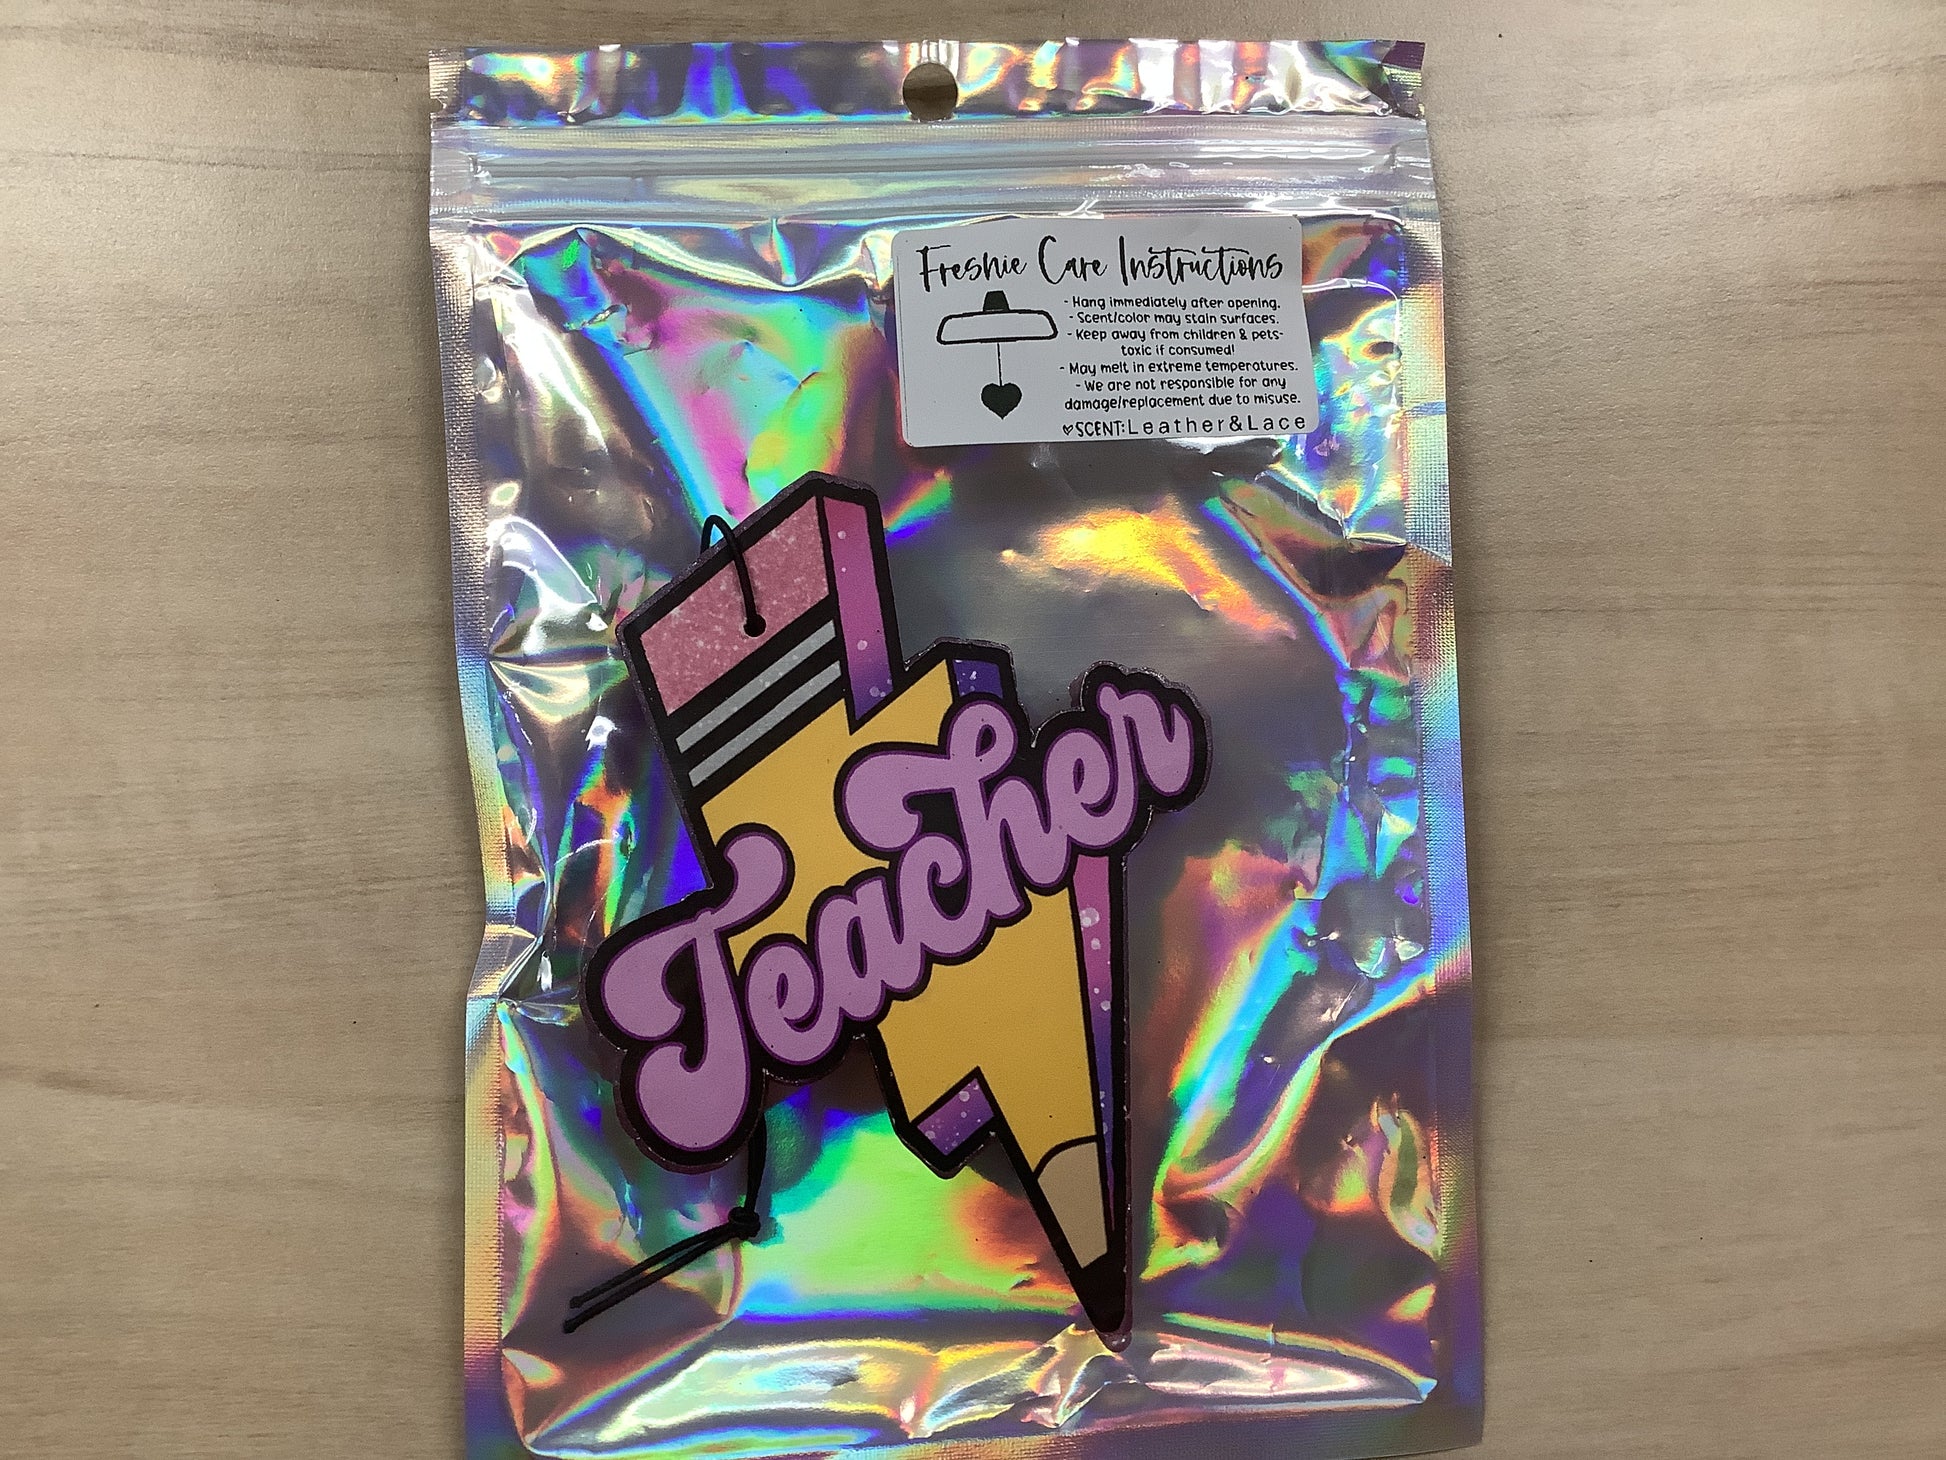 Freshie Care Instructions
- Hang immediately after opening.
- Scent/color may stain surfaces.
- Keep away from children & pets-
toxic if consumed!
- May melt in extreme temperatures.
- We are not responsible for any
damage/replacement due to misuse.
SCENT: Leather&Lace
Teacher